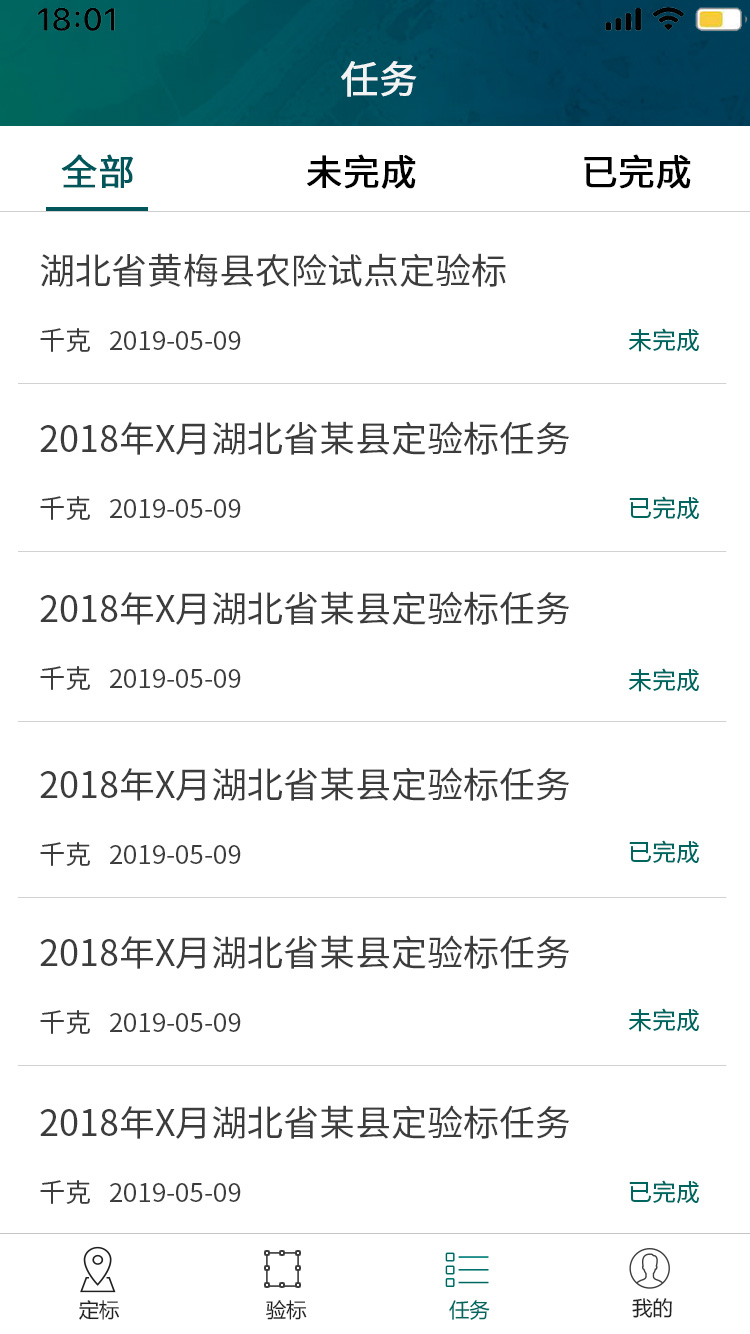 18:01
任务
全部 未完成 已完成
湖北省黄梅县农险试点定验标
千克 2019-05-09 未完成
2018年X月湖北省某县定验标任务
千克 2019-05-09 已完成
2018年X月湖北省某县定验标任务
千克 2019-05-09 未完成
2018年X月湖北省某县定验标任务
千克 2019-05-09 已完成
2018年X月湖北省某县定验标任务
千克 2019-05-09 未完成
2018年X月湖北省某县定验标任务
千克 2019-05-09 已完成
定标 验标 任务 我的